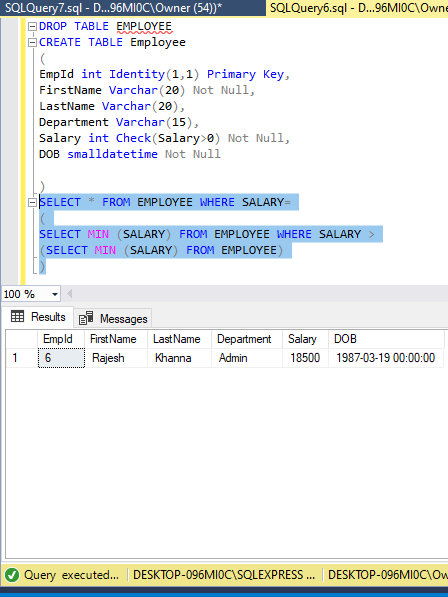 SQLQuery7.sql - D...96MI0C\Owner (54))* SQLQuery6.sql - D...96MI0C\Owne
DROP TABLE EMPLOYEE
CREATE TABLE Employee
(
EmpId int Identity(1,1) Primary Key,
FirstName Varchar(20) Not Null,
LastName Varchar(20),
Department Varchar(15),
Salary int Check(Salary>0) Not Null,
DOB smalldatetime Not Null
)
SELECT * FROM EMPLOYEE WHERE SALARY=
(
SELECT MIN (SALARY) FROM EMPLOYEE WHERE SALARY >
(SELECT MIN (SALARY) FROM EMPLOYEE)
)
100 %
Results Messages
EmpId FirstName LastName Department Salary DOB
1 6 Rajesh Khanna Admin 18500 1987-03-19 00:00:00
Query executed... DESKTOP-096MI0C\SQLEXPRESS ... DESKTOP-096MI0C\Ow